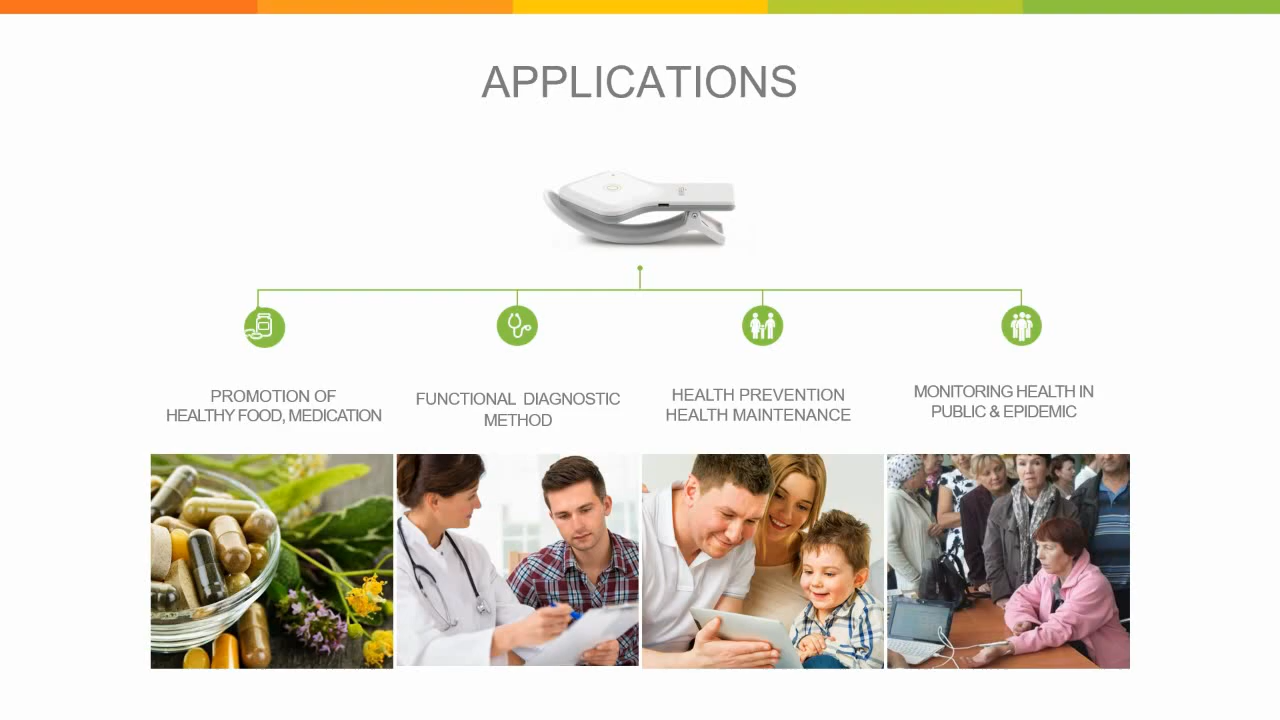 APPLICATIONS
PROMOTION OF
HEALTHY FOOD, MEDICATION
FUNCTIONAL DIAGNOSTIC
METHOD
HEALTH PREVENTION
HEALTH MAINTENANCE
MONITORING HEALTH IN
PUBLIC & EPIDEMIC